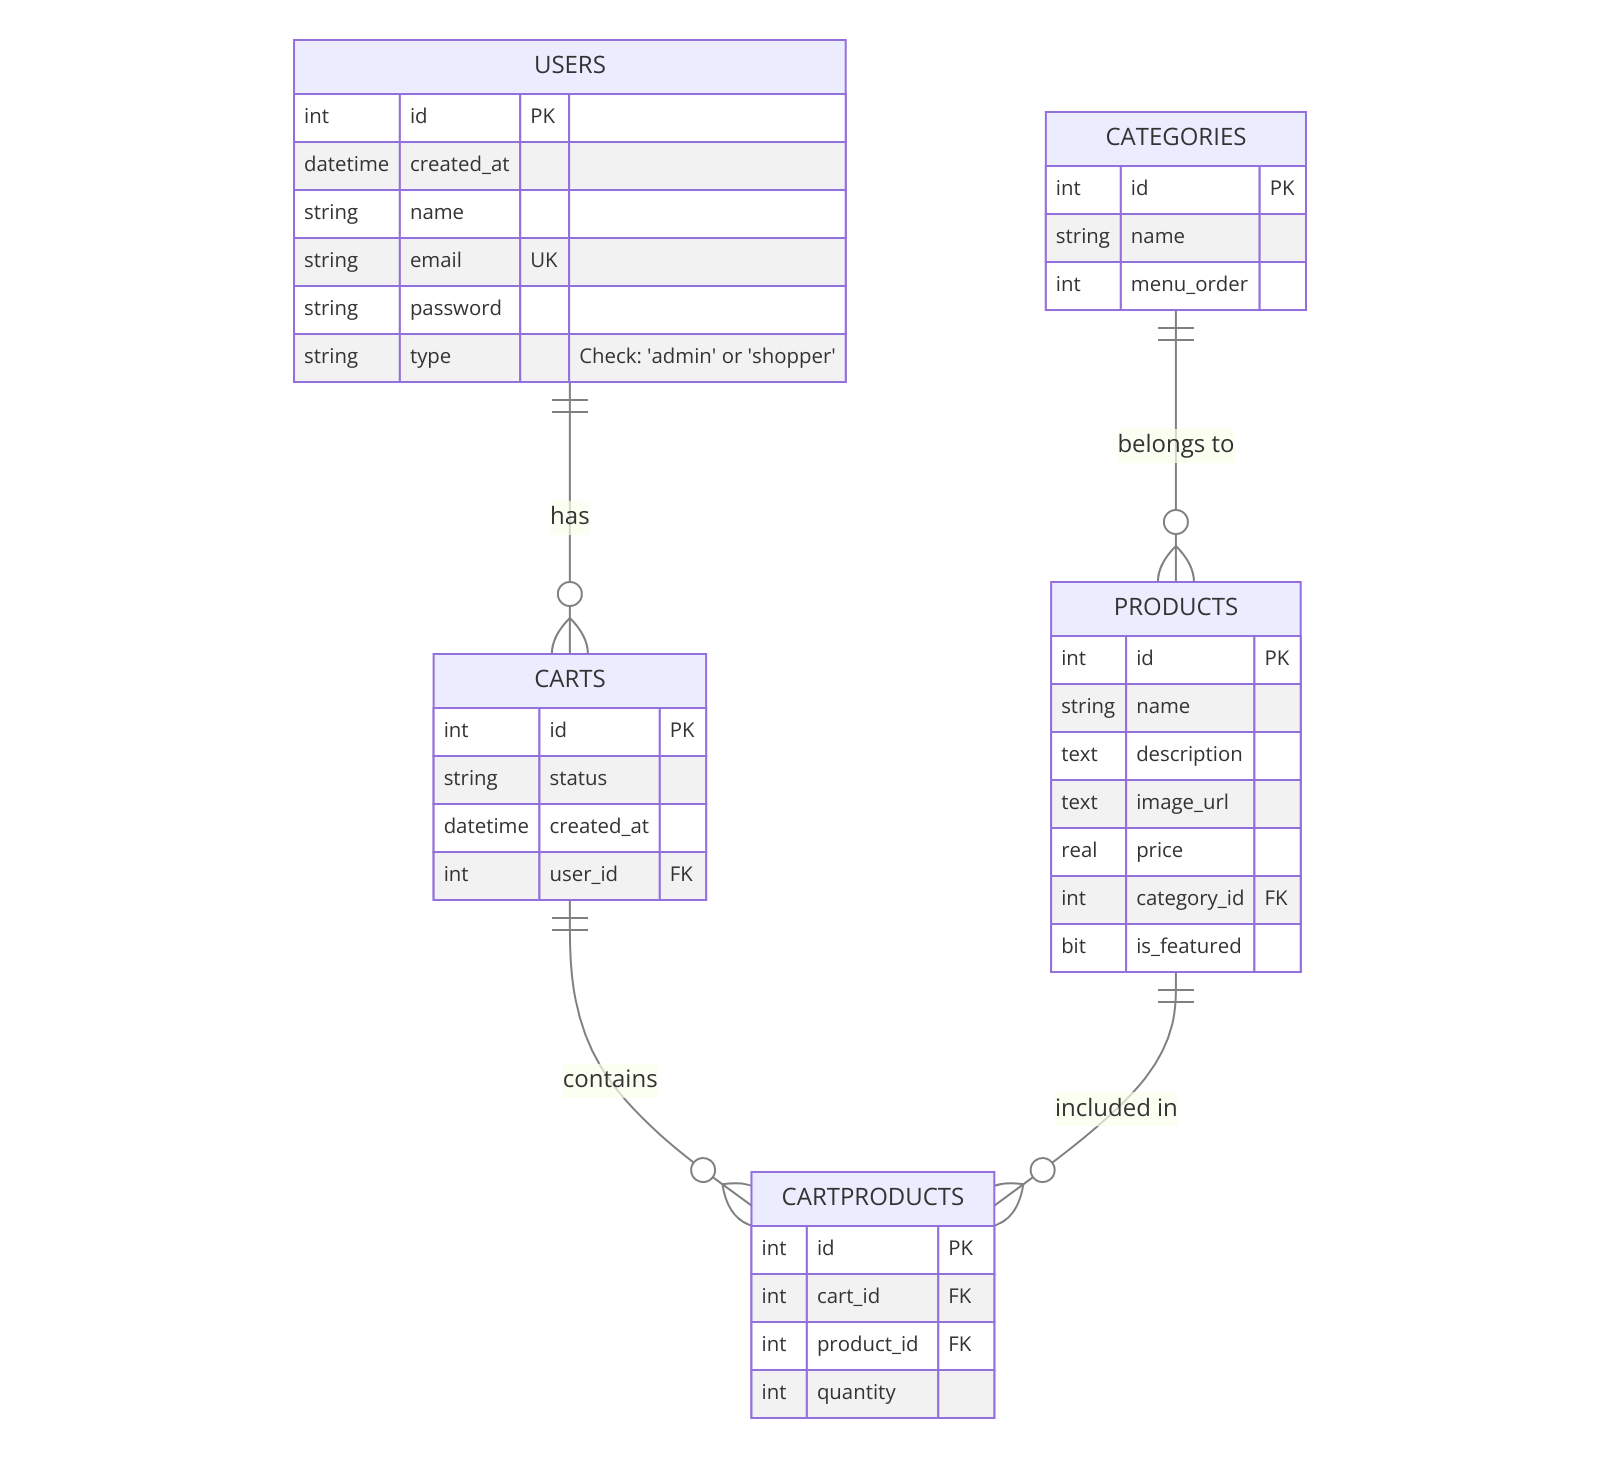 USERS
int id PK
datetime created_at
string name
string email UK
string password
string type Check: 'admin' or 'shopper'
CATEGORIES
int id PK
string name
int menu_order
has
belongs to
CARTS
int id PK
string status
datetime created_at
int user_id FK
PRODUCTS
int id PK
string name
text description
text image_url
real price
int category_id FK
bit is_featured
contains
included in
CARTPRODUCTS
int id PK
int cart_id FK
int product_id FK
int quantity